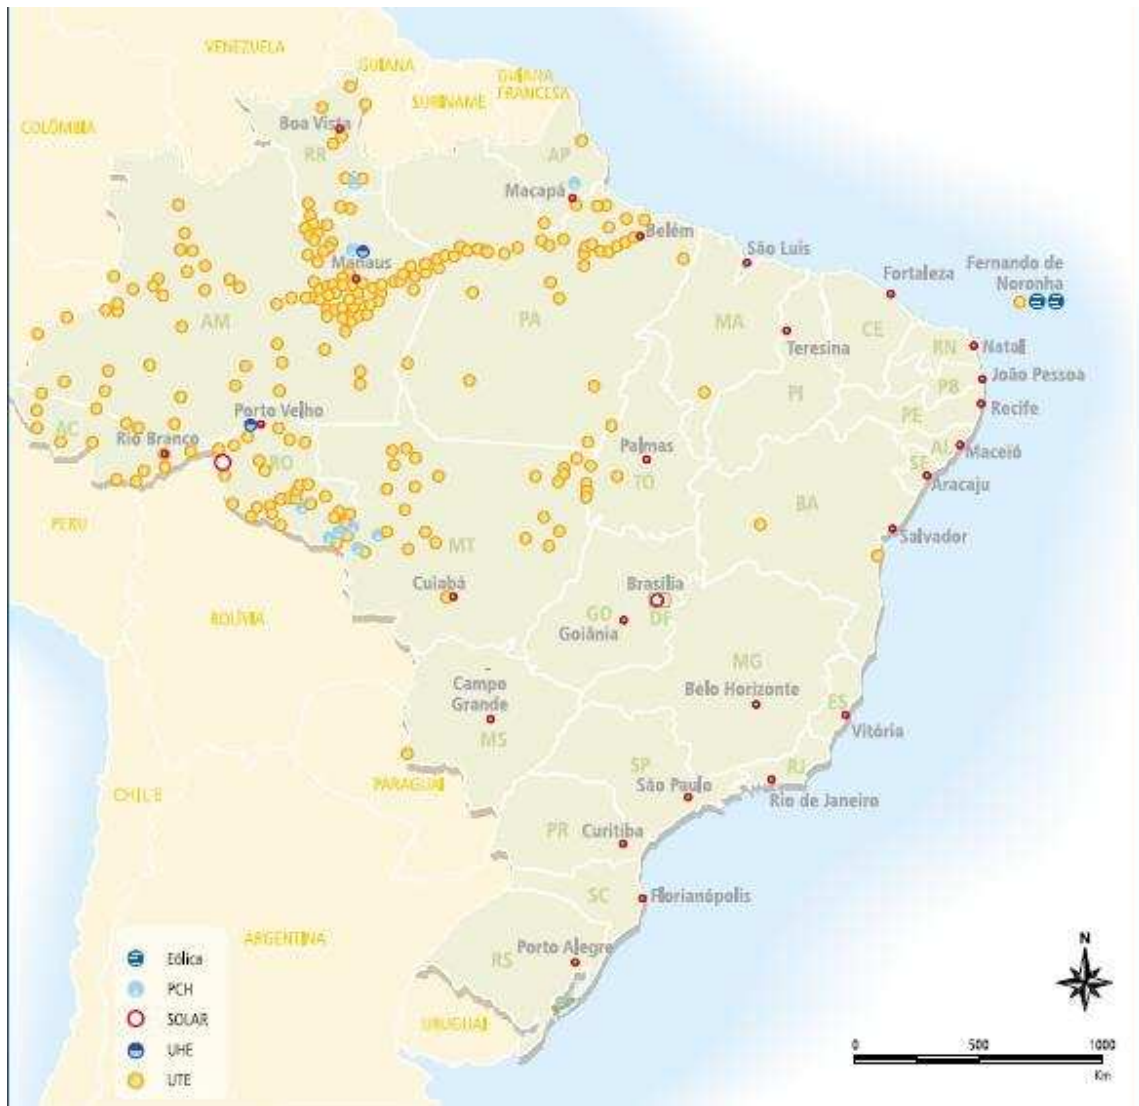 VENEZUELA
GUIANA
GUIANA
FRANCESA
SURINAME
COLÔMBIA
Boa Vista
RR
AP
Macapá
Belém
São Luis
Fortaleza
Fernando de
Noronha
Manaus
AM
PA
MA
CE
Teresina
RN
Natal
PI
PB
João Pessoa
PE
Recife
AC
Porto Velho
Rio Branco
RO
Palmas
TO
AL
Maceió
SE
Aracaju
BA
Salvador
PERU
MT
Cuiabá
Brasília
GO
DF
Goiânia
BOLÍVIA
MG
Belo Horizonte
Campo
Grande
MS
ES
Vitória
SP
RJ
São Paulo
Rio de Janeiro
CHILE
PARAGUAI
PR
Curitiba
SC
Florianópolis
ARGENTINA
RS
Porto Alegre
URUGUAI
Eólica
PCH
SOLAR
UHE
UTE
N
0 500 1000
Km